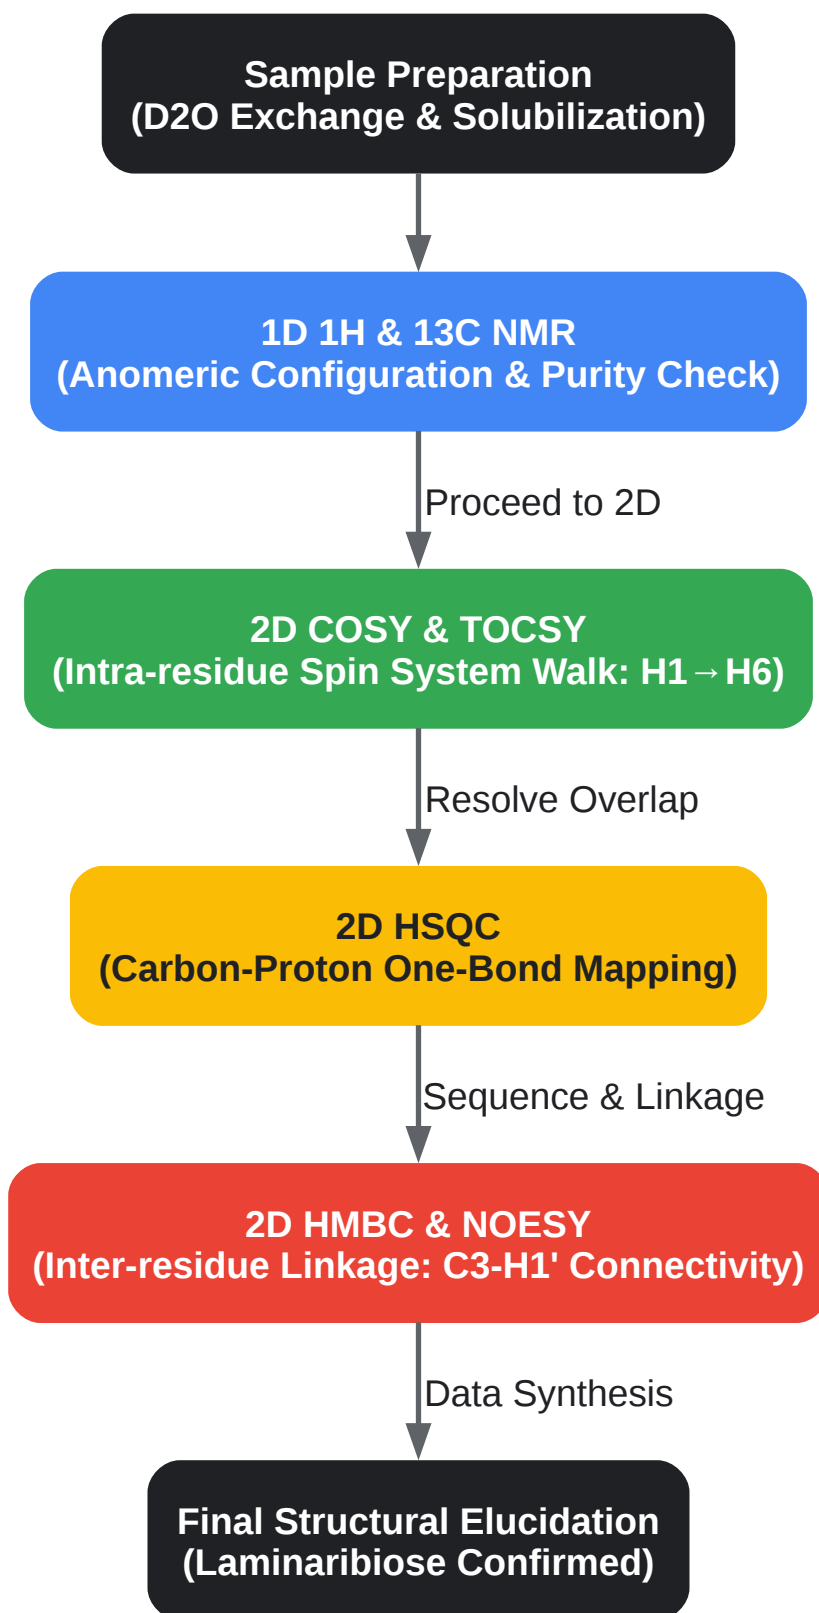 Sample Preparation
(D2O Exchange & Solubilization)
1D 1H & 13C NMR
(Anomeric Configuration & Purity Check)
Proceed to 2D
2D COSY & TOCSY
(Intra-residue Spin System Walk: H1→H6)
Resolve Overlap
2D HSQC
(Carbon-Proton One-Bond Mapping)
Sequence & Linkage
2D HMBC & NOESY
(Inter-residue Linkage: C3-H1' Connectivity)
Data Synthesis
Final Structural Elucidation
(Laminaribiose Confirmed)